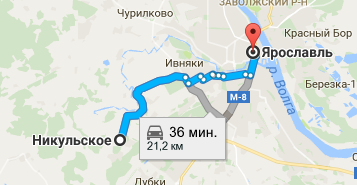 ЗАВОЛЖСКИЙ Р-Н
Чурилково
Красный Бор
Ивняки
Ярославль
Березка-1
М-8
р. Волга
Никульское
36 мин.
21,2 км
Дубки